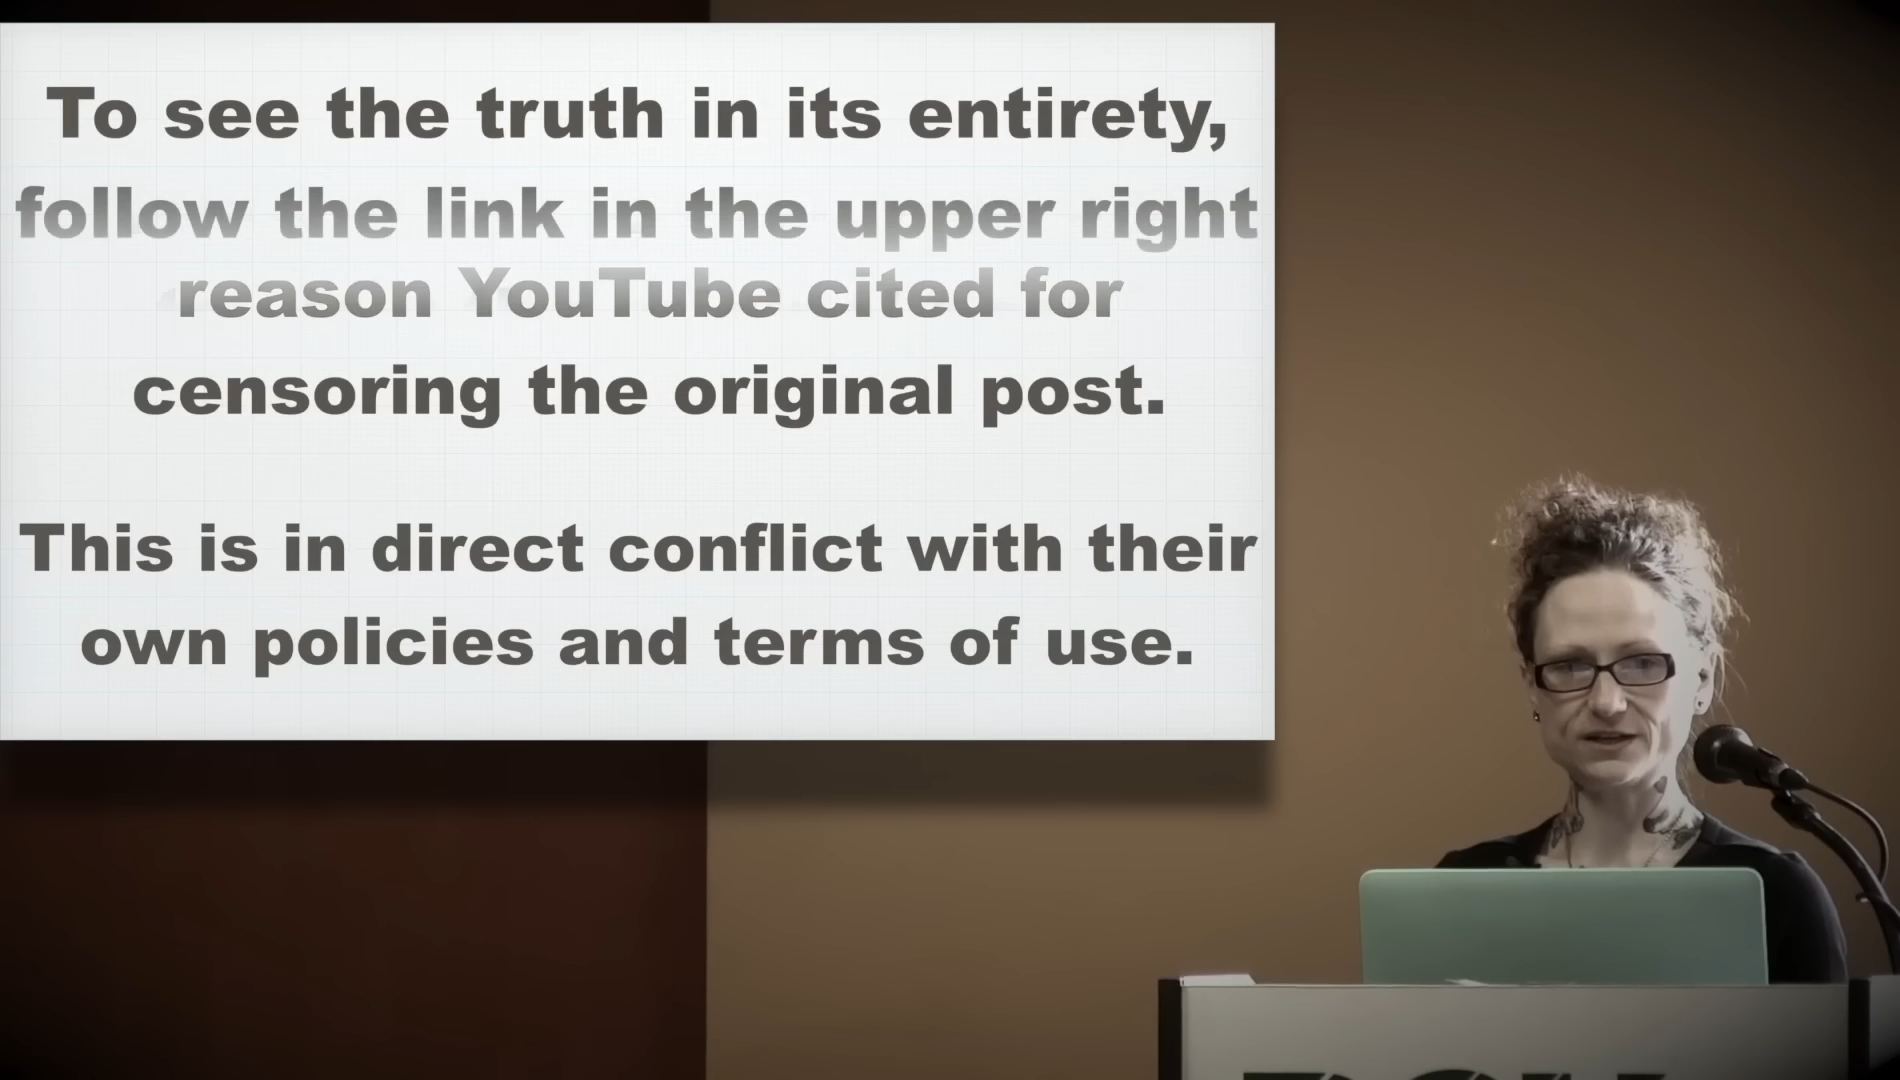 To see the truth in its entirety,
follow the link in the upper right
reason YouTube cited for
censoring the original post.
This is in direct conflict with their
own policies and terms of use.